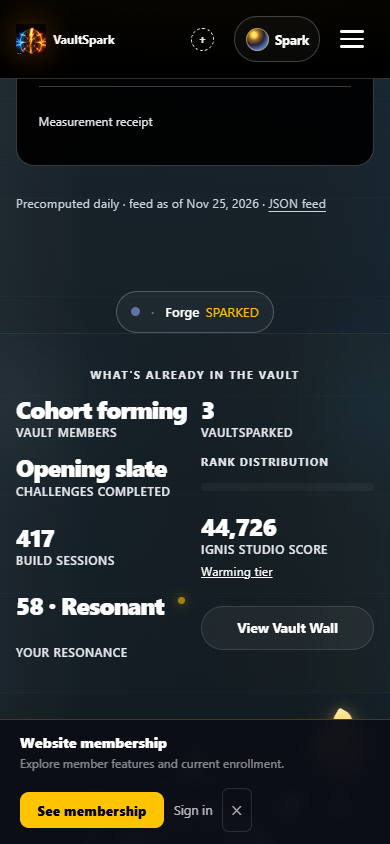 VaultSpark
+
Spark
Measurement receipt
Precomputed daily · feed as of Nov 25, 2026 · JSON feed
· Forge SPARKED
WHAT'S ALREADY IN THE VAULT
Cohort forming
VAULT MEMBERS
3
VAULTSPARKED
Opening slate
CHALLENGES COMPLETED
RANK DISTRIBUTION
417
BUILD SESSIONS
44,726
IGNIS STUDIO SCORE
Warming tier
58 · Resonant
YOUR RESONANCE
View Vault Wall
Website membership
Explore member features and current enrollment.
See membership
Sign in
×